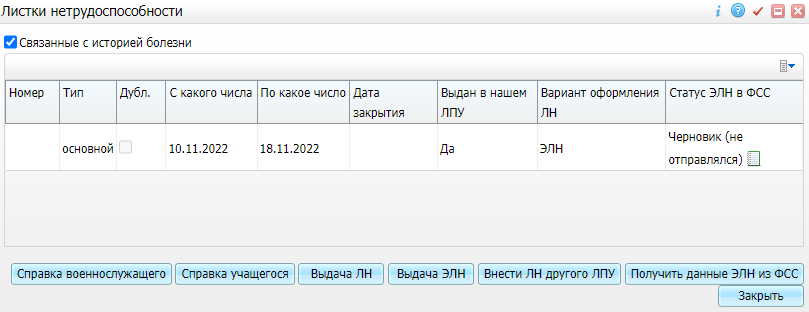 Листки нетрудоспособности
Связанные с историей болезни
Номер Тип Дубл. С какого числа По какое число Дата закрытия Выдан в нашем ЛПУ Вариант оформления ЛН Статус ЭЛН в ФСС
основной 10.11.2022 18.11.2022 Да ЭЛН Черновик (не отправлялся)
Справка военнослужащего Справка учащегося Выдача ЛН Выдача ЭЛН Внести ЛН другого ЛПУ Получить данные ЭЛН из ФСС
Закрыть